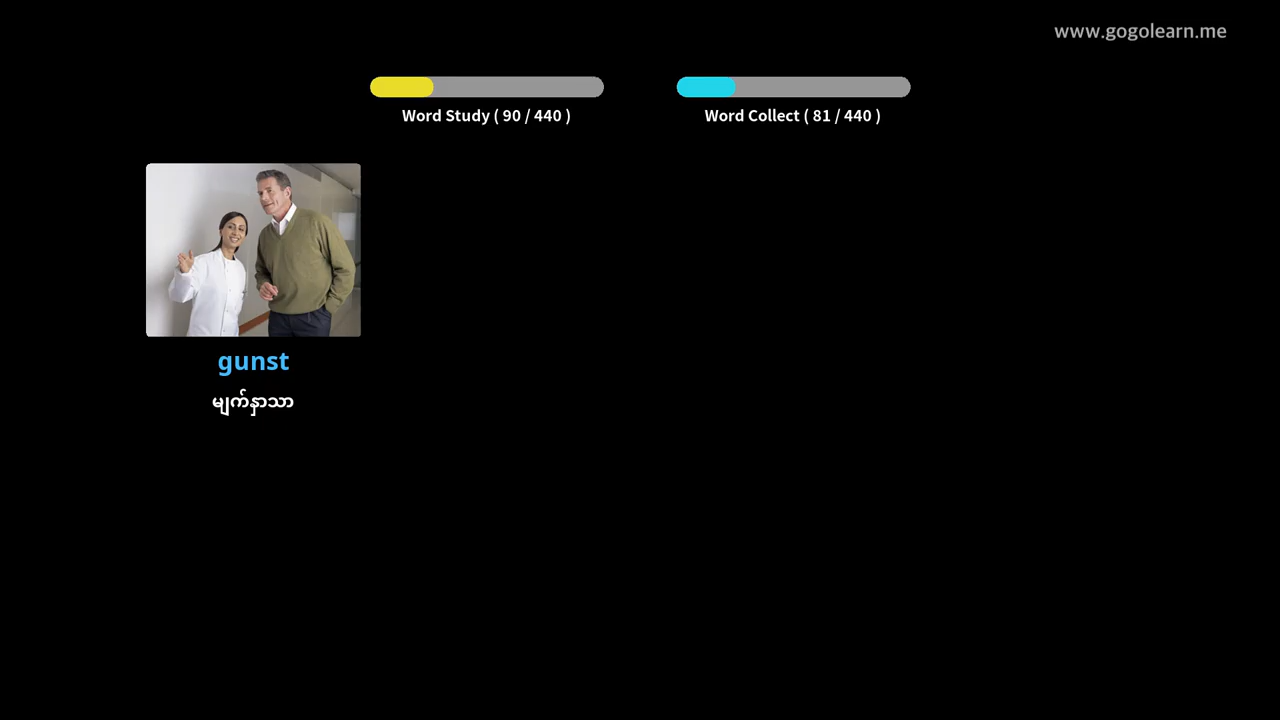 www.gogolearn.me
Word Study ( 90 / 440 )
Word Collect ( 81 / 440 )
gunst
မျက်နှာသာ